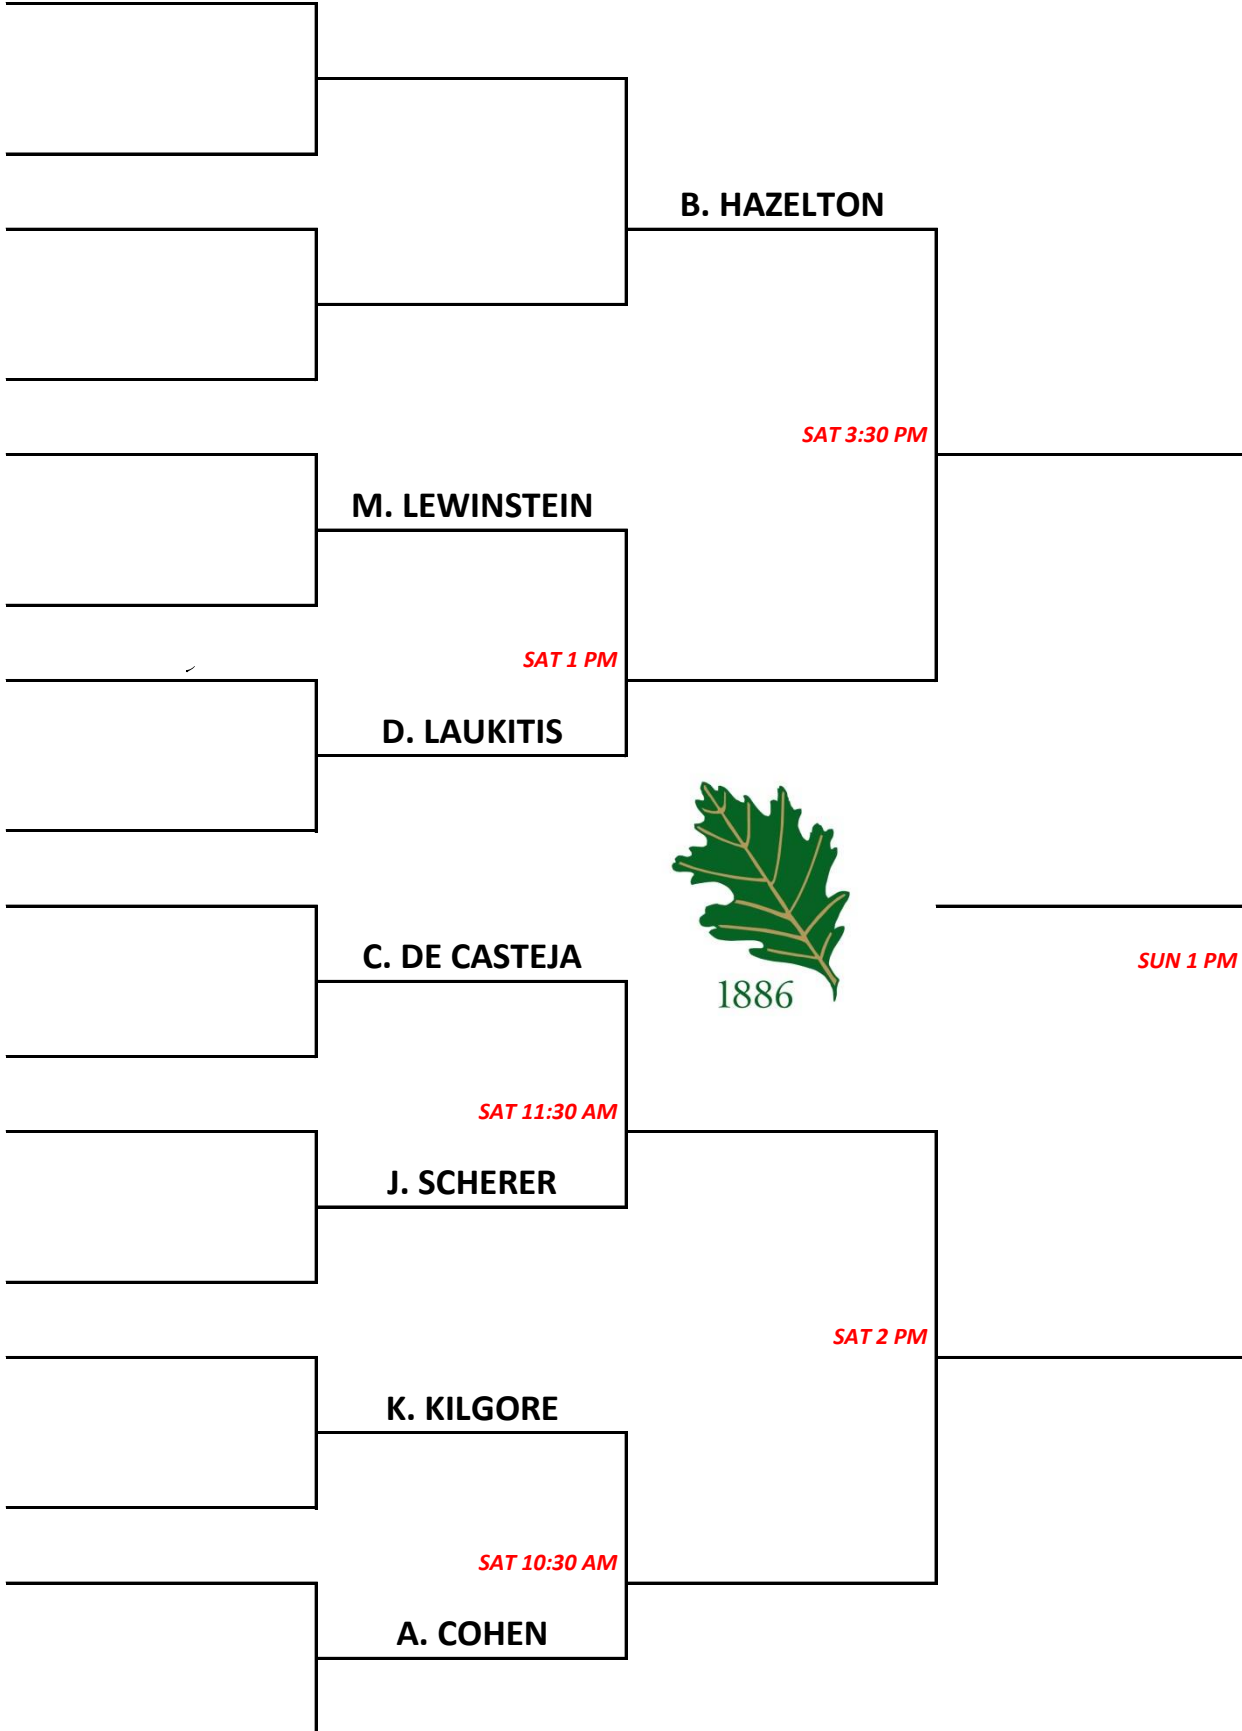 B. HAZELTON
SAT 3:30 PM
M. LEWINSTEIN
SAT 1 PM
D. LAUKITIS
C. DE CASTEJA
1886
SUN 1 PM
SAT 11:30 AM
J. SCHERER
SAT 2 PM
K. KILGORE
SAT 10:30 AM
A. COHEN